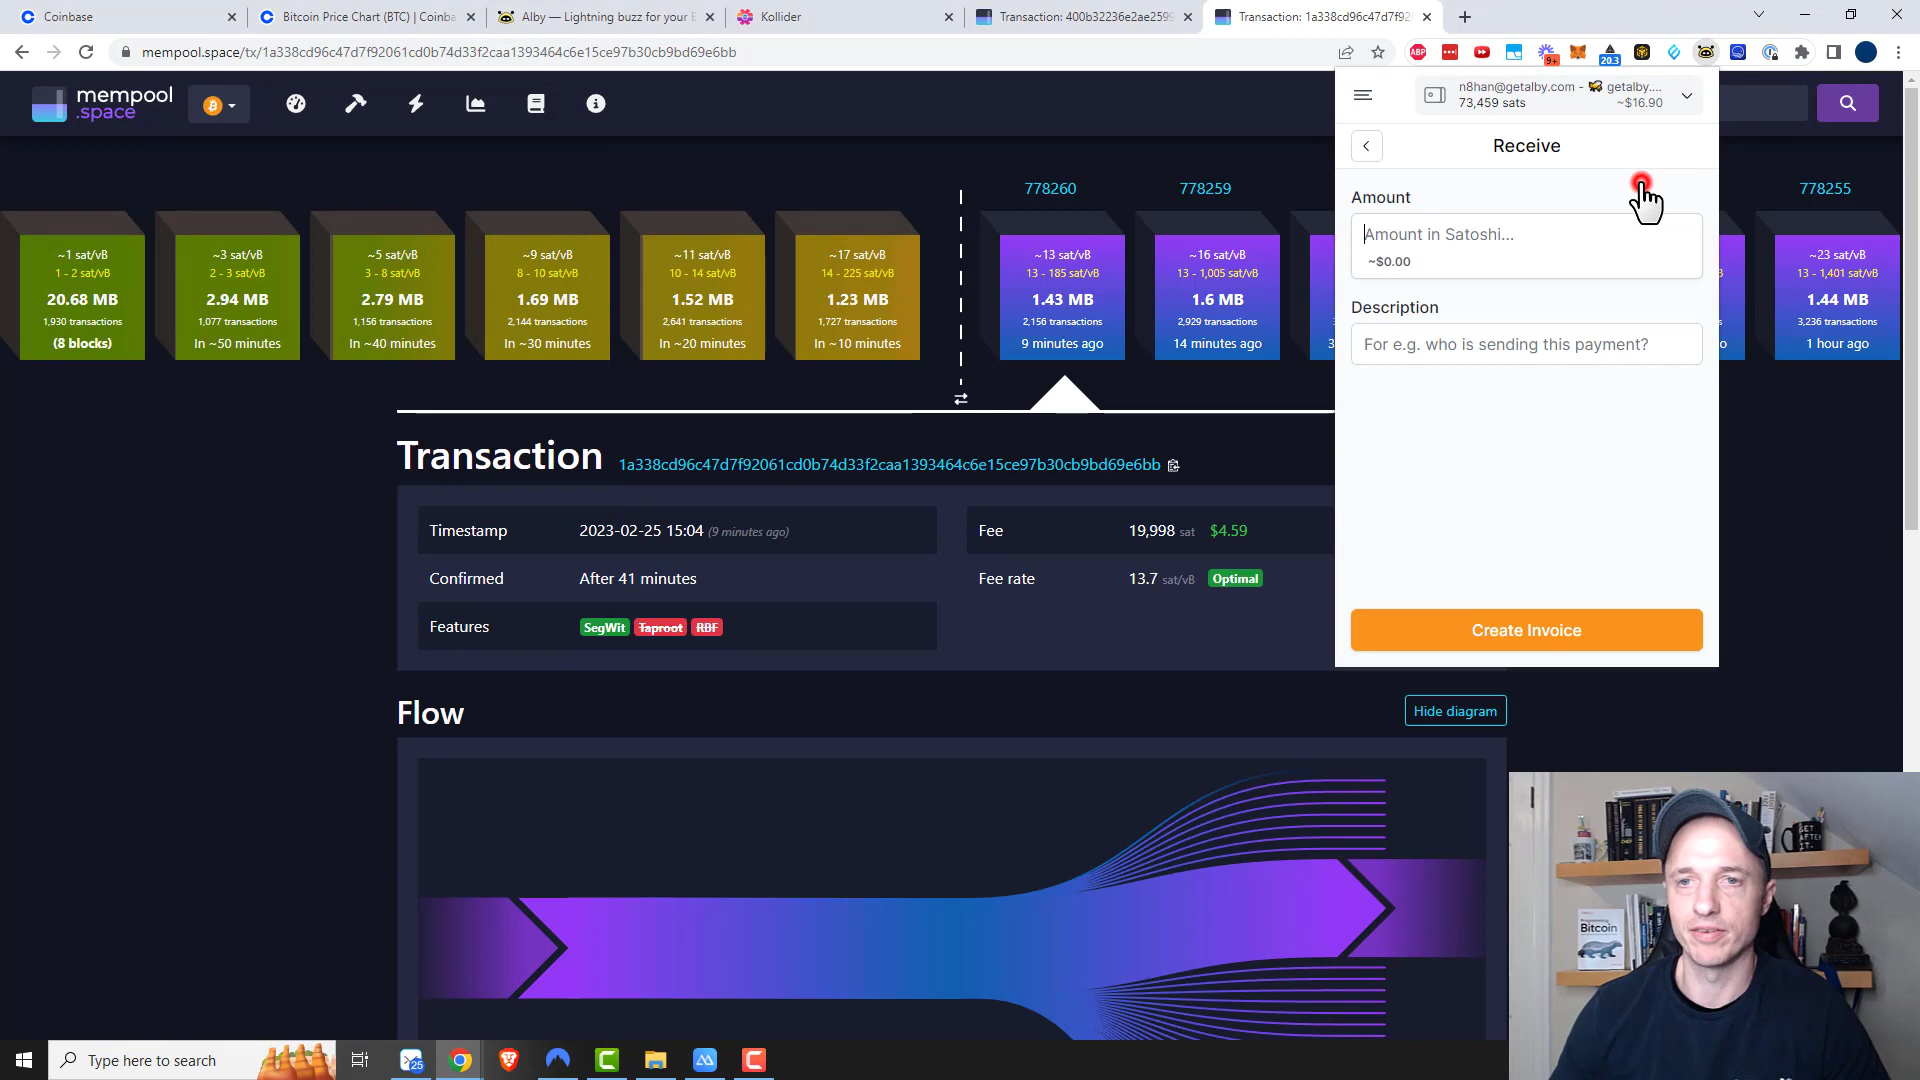 Coinbase
Bitcoin Price Chart (BTC) | Coinba
Alby — Lightning buzz for your B
Kollider
Transaction: 400b32236e2ae2599
Transaction: 1a338cd96c47d7f92
mempool.space/tx/1a338cd96c47d7f92061cd0b74d33f2caa1393464c6e15ce97b30cb9bd69e6bb
ABP
9+
20.3
mempool
.space
n8han@getalby.com - getalby....
73,459 sats
~$16.90
Receive
Amount
Amount in Satoshi...
~$0.00
Description
For e.g. who is sending this payment?
Create Invoice
778260
778259
778255
~1 sat/vB
1 - 2 sat/vB
20.68 MB
1,930 transactions
(8 blocks)
~5 sat/vB
2 - 3 sat/vB
2.94 MB
1,077 transactions
In ~50 minutes
~5 sat/vB
3 - 8 sat/vB
2.79 MB
1,156 transactions
In ~40 minutes
~9 sat/vB
8 - 10 sat/vB
1.69 MB
2,144 transactions
In ~30 minutes
~11 sat/vB
10 - 14 sat/vB
1.52 MB
2,641 transactions
In ~20 minutes
~17 sat/vB
14 - 225 sat/vB
1.23 MB
1,727 transactions
In ~10 minutes
~13 sat/vB
13 - 185 sat/vB
1.43 MB
2,156 transactions
9 minutes ago
~16 sat/vB
13 - 1,005 sat/vB
1.6 MB
2,929 transactions
14 minutes ago
~23 sat/vB
13 - 1,401 sat/vB
1.44 MB
3,236 transactions
1 hour ago
Transaction 1a338cd96c47d7f92061cd0b74d33f2caa1393464c6e15ce97b30cb9bd69e6bb
Timestamp 2023-02-25 15:04 (9 minutes ago)
Confirmed After 41 minutes
Features SegWit Taproot RBF
Fee 19,998 sat $4.59
Fee rate 13.7 sat/vB Optimal
Flow
Hide diagram
GET
AFTER
IT.
Programming
Bitcoin
Type here to search
25